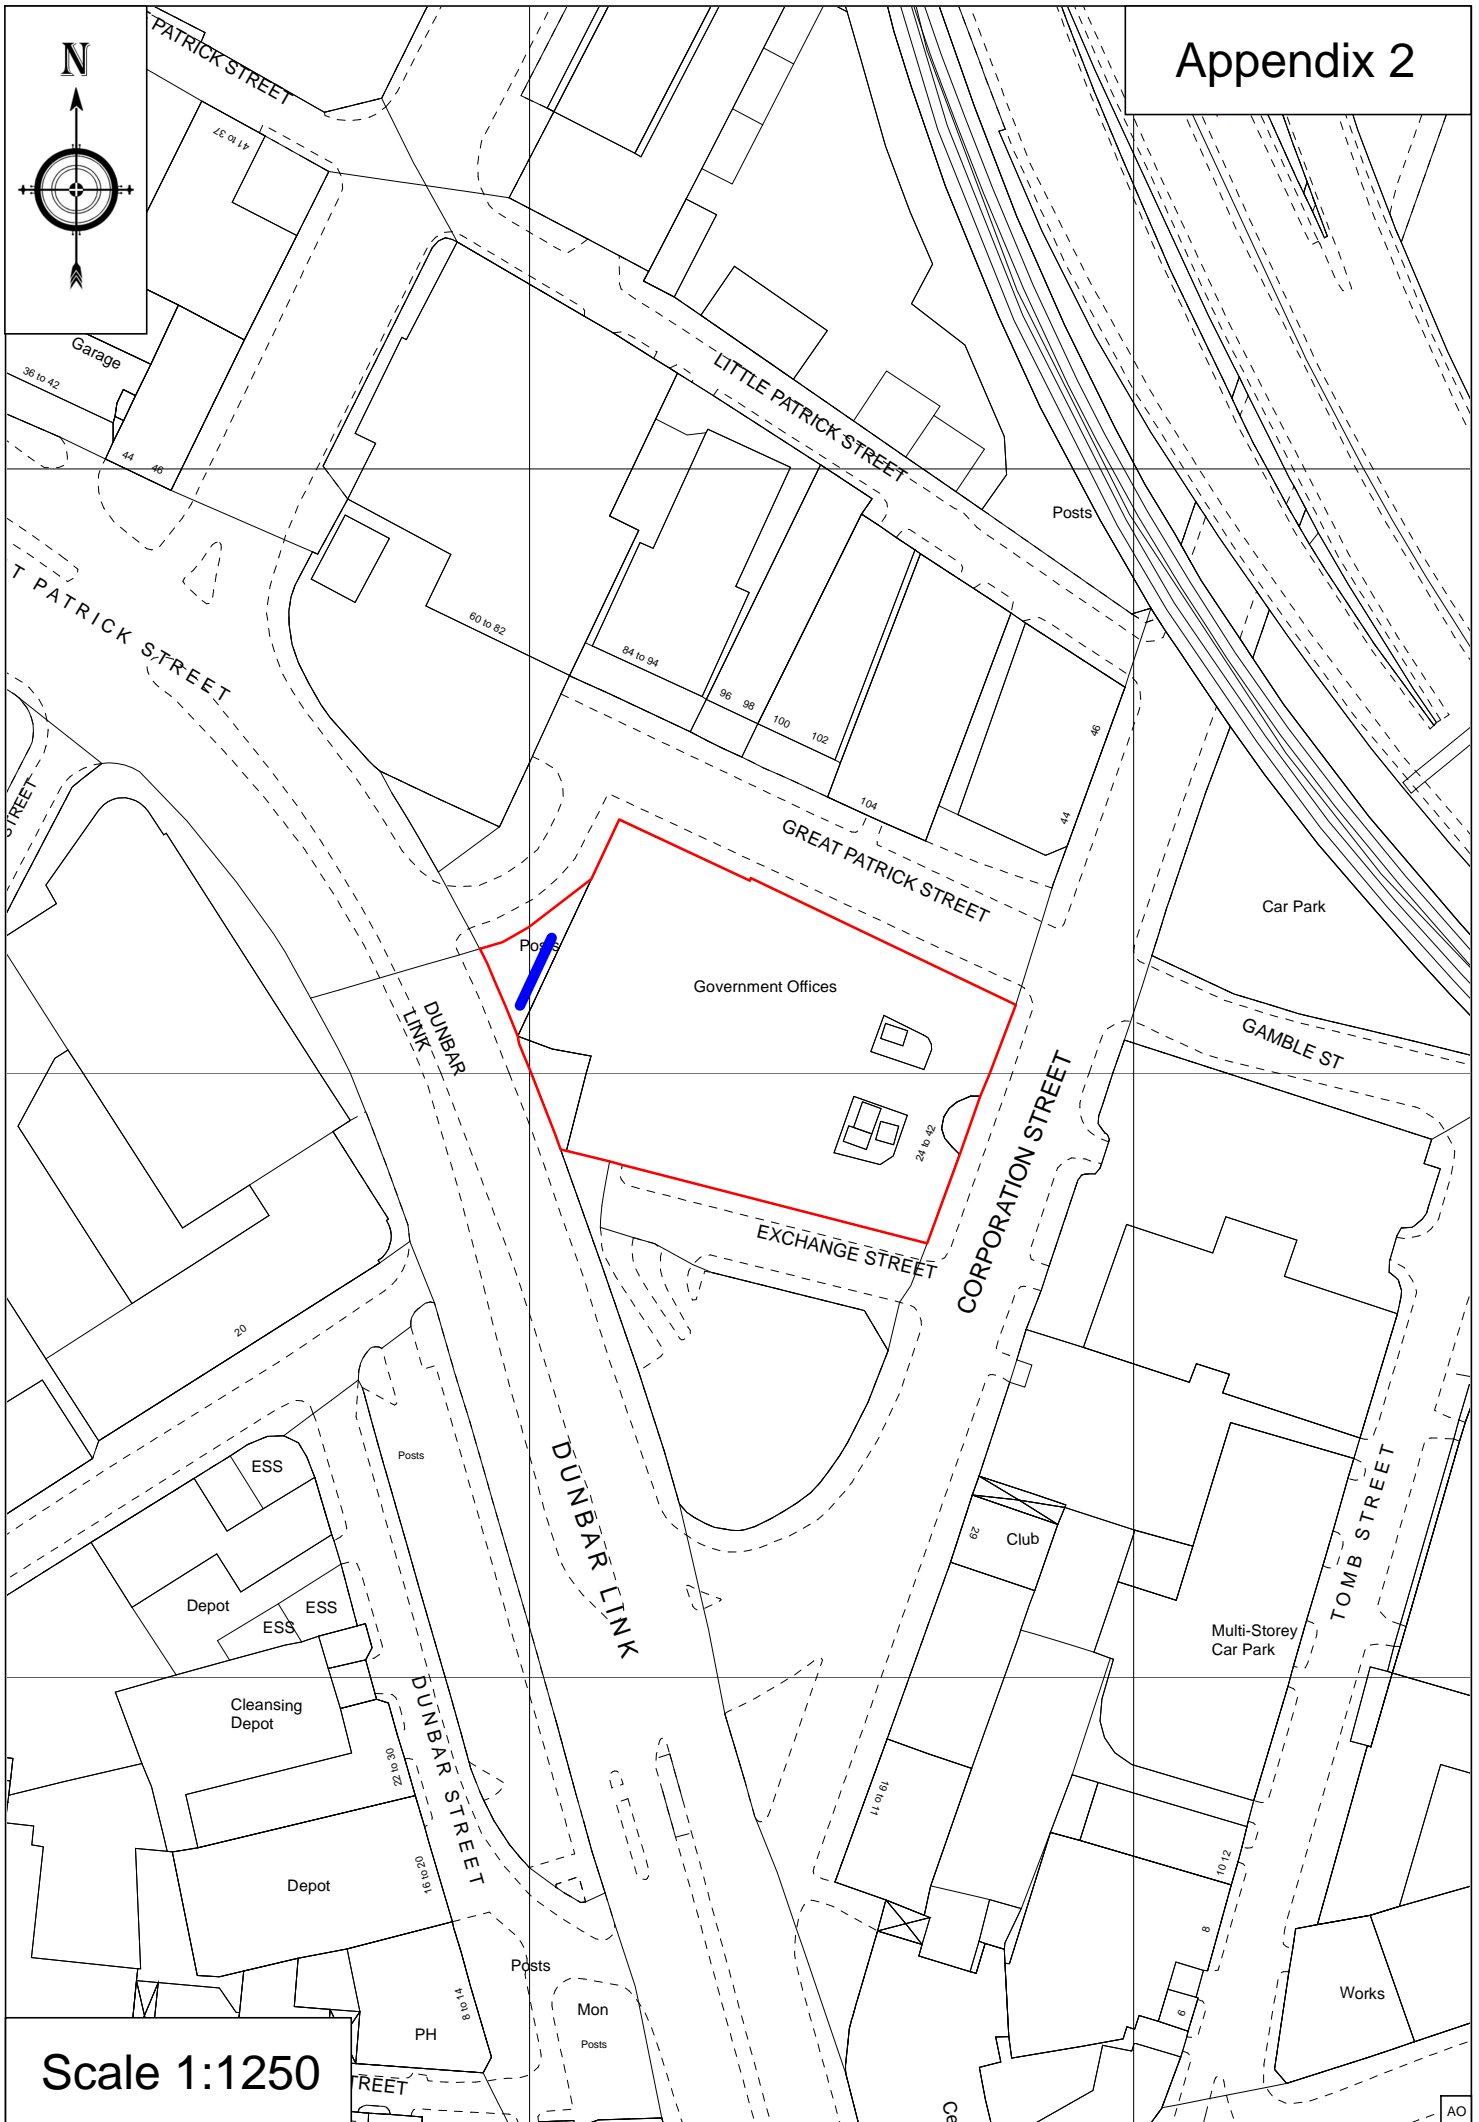 Appendix 2
N
PATRICK STREET
41 to 37
Garage
36 to 42
44
46
LITTLE PATRICK STREET
Posts
T PATRICK STREET
60 to 82
84 to 94
96
98
100
102
104
46
44
STREET
GREAT PATRICK STREET
Car Park
Posts
Government Offices
DUNBAR
LINK
GAMBLE ST
24 to 42
CORPORATION STREET
EXCHANGE STREET
20
Posts
ESS
DUNBAR LINK
29
Club
TOMB STREET
Depot
ESS
ESS
Multi-Storey
Car Park
Cleansing
Depot
DUNBAR STREET
22 to 30
19 to 11
Depot
16 to 20
10 12
8
Posts
Mon
Posts
Works
8 to 14
PH
6
Scale 1:1250
TREET
Ce
AO